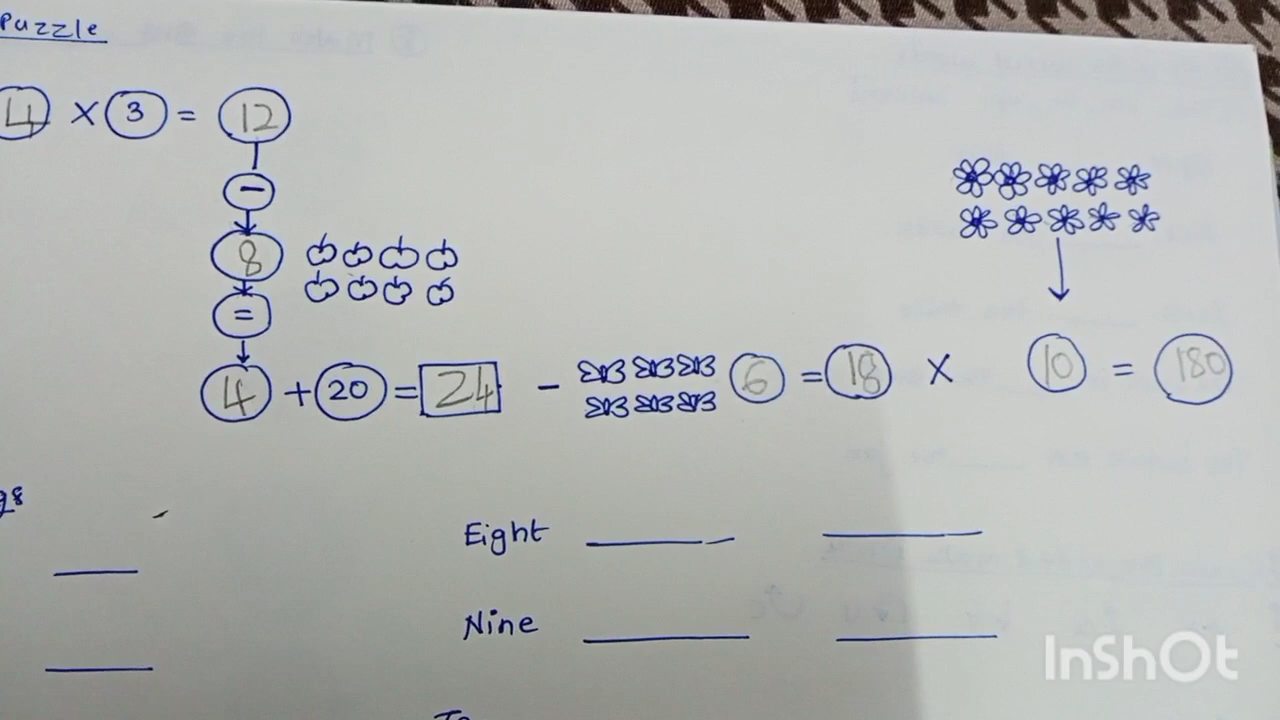 Puzzle
4 × 3 = 12
−
8
=
4 + 20 = 24 − 6 = 18 × 10 = 180
Eight
Nine
InShOt